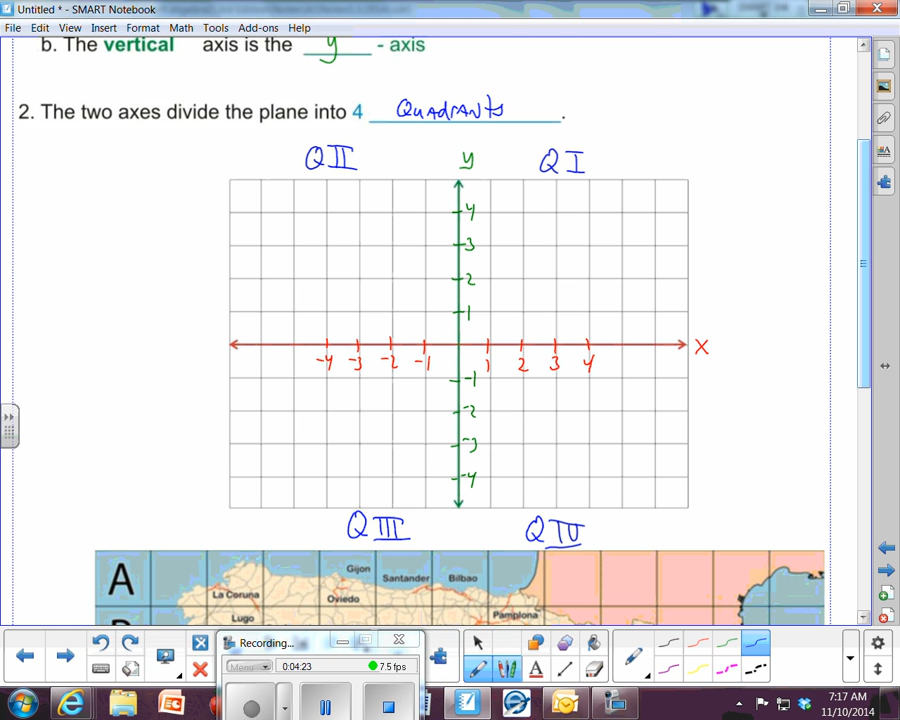 Untitled * - SMART Notebook
File Edit View Insert Format Math Tools Add-ons Help
b. The vertical axis is the y - axis
2. The two axes divide the plane into 4 Quadrants.
QII y QI
4
3
2
1
-4 -3 -2 -1 1 2 3 4 x
-1
-2
-3
-4
QIII QIV
A Gijon Santander Bilbao
La Coruna Oviedo Pamplona
Lugo
Recording...
Menu 0:04:23 7.5 fps
A
7:17 AM
11/10/2014